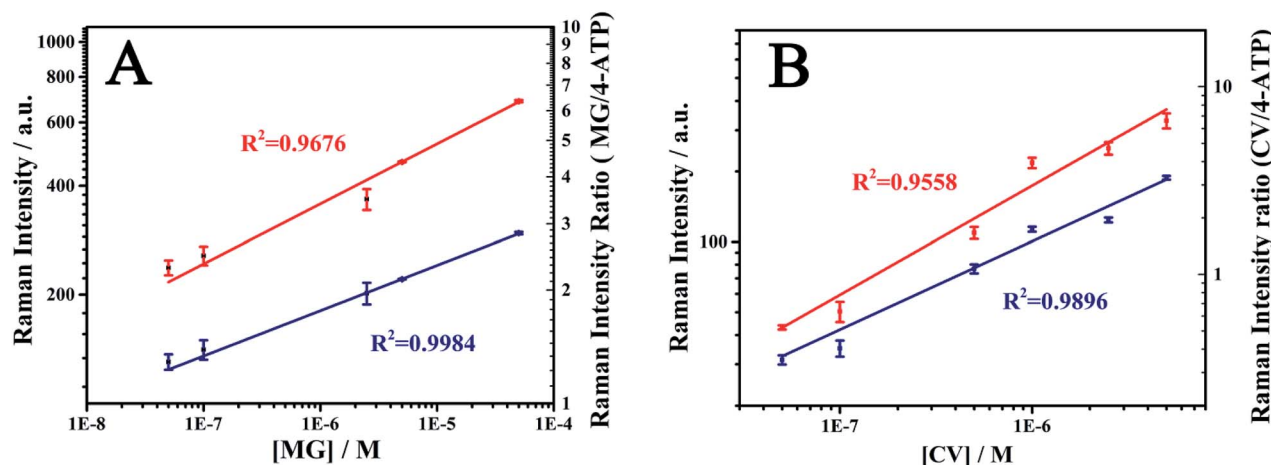 A
Raman Intensity / a.u.
1000
800
600
400
200
R²=0.9676
R²=0.9984
1E-8
1E-7
1E-6
1E-5
1E-4
[MG] / M
10
9
8
7
6
5
4
3
2
1
Raman Intensity Ratio ( MG/4-ATP)
B
Raman Intensity / a.u.
100
R²=0.9558
R²=0.9896
1E-7
1E-6
[CV] / M
10
1
Raman Intensity ratio (CV/4-ATP)